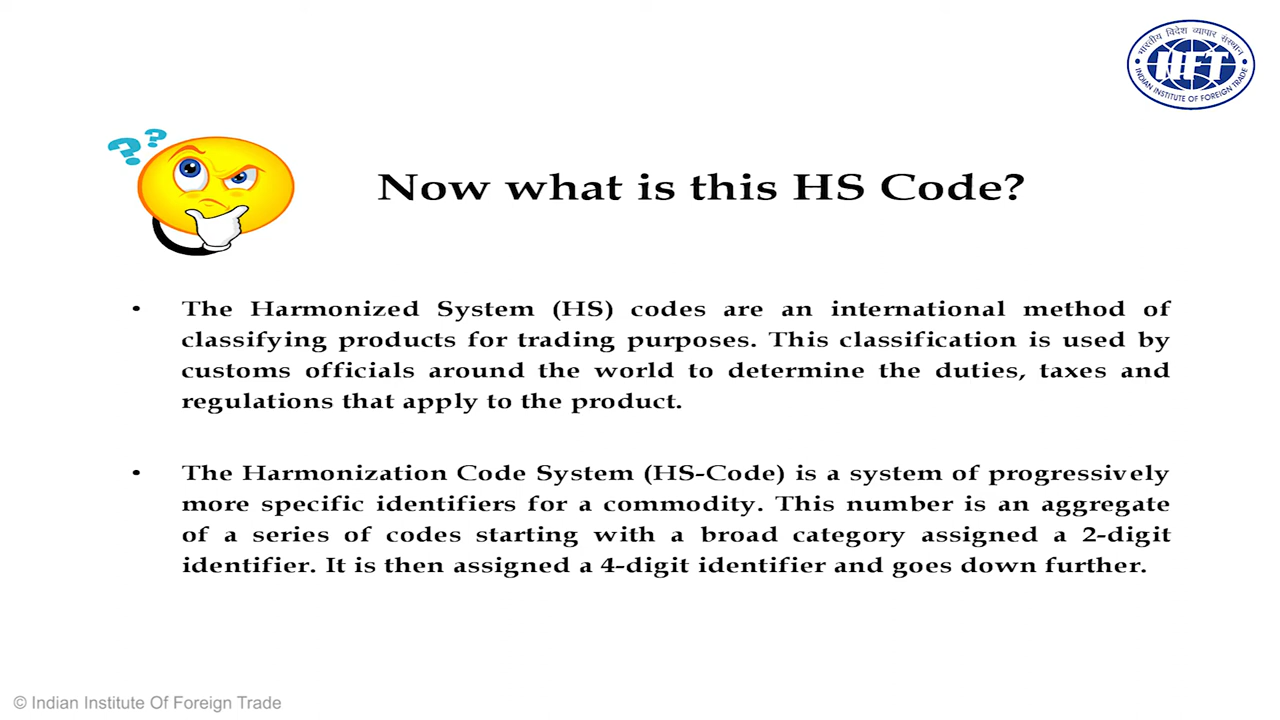 भारतीय विदेश व्यापार संस्थान
IIFT
INDIAN INSTITUTE OF FOREIGN TRADE
? ?
Now what is this HS Code?
• The Harmonized System (HS) codes are an international method of
classifying products for trading purposes. This classification is used by
customs officials around the world to determine the duties, taxes and
regulations that apply to the product.
• The Harmonization Code System (HS-Code) is a system of progressively
more specific identifiers for a commodity. This number is an aggregate
of a series of codes starting with a broad category assigned a 2-digit
identifier. It is then assigned a 4-digit identifier and goes down further.
© Indian Institute Of Foreign Trade